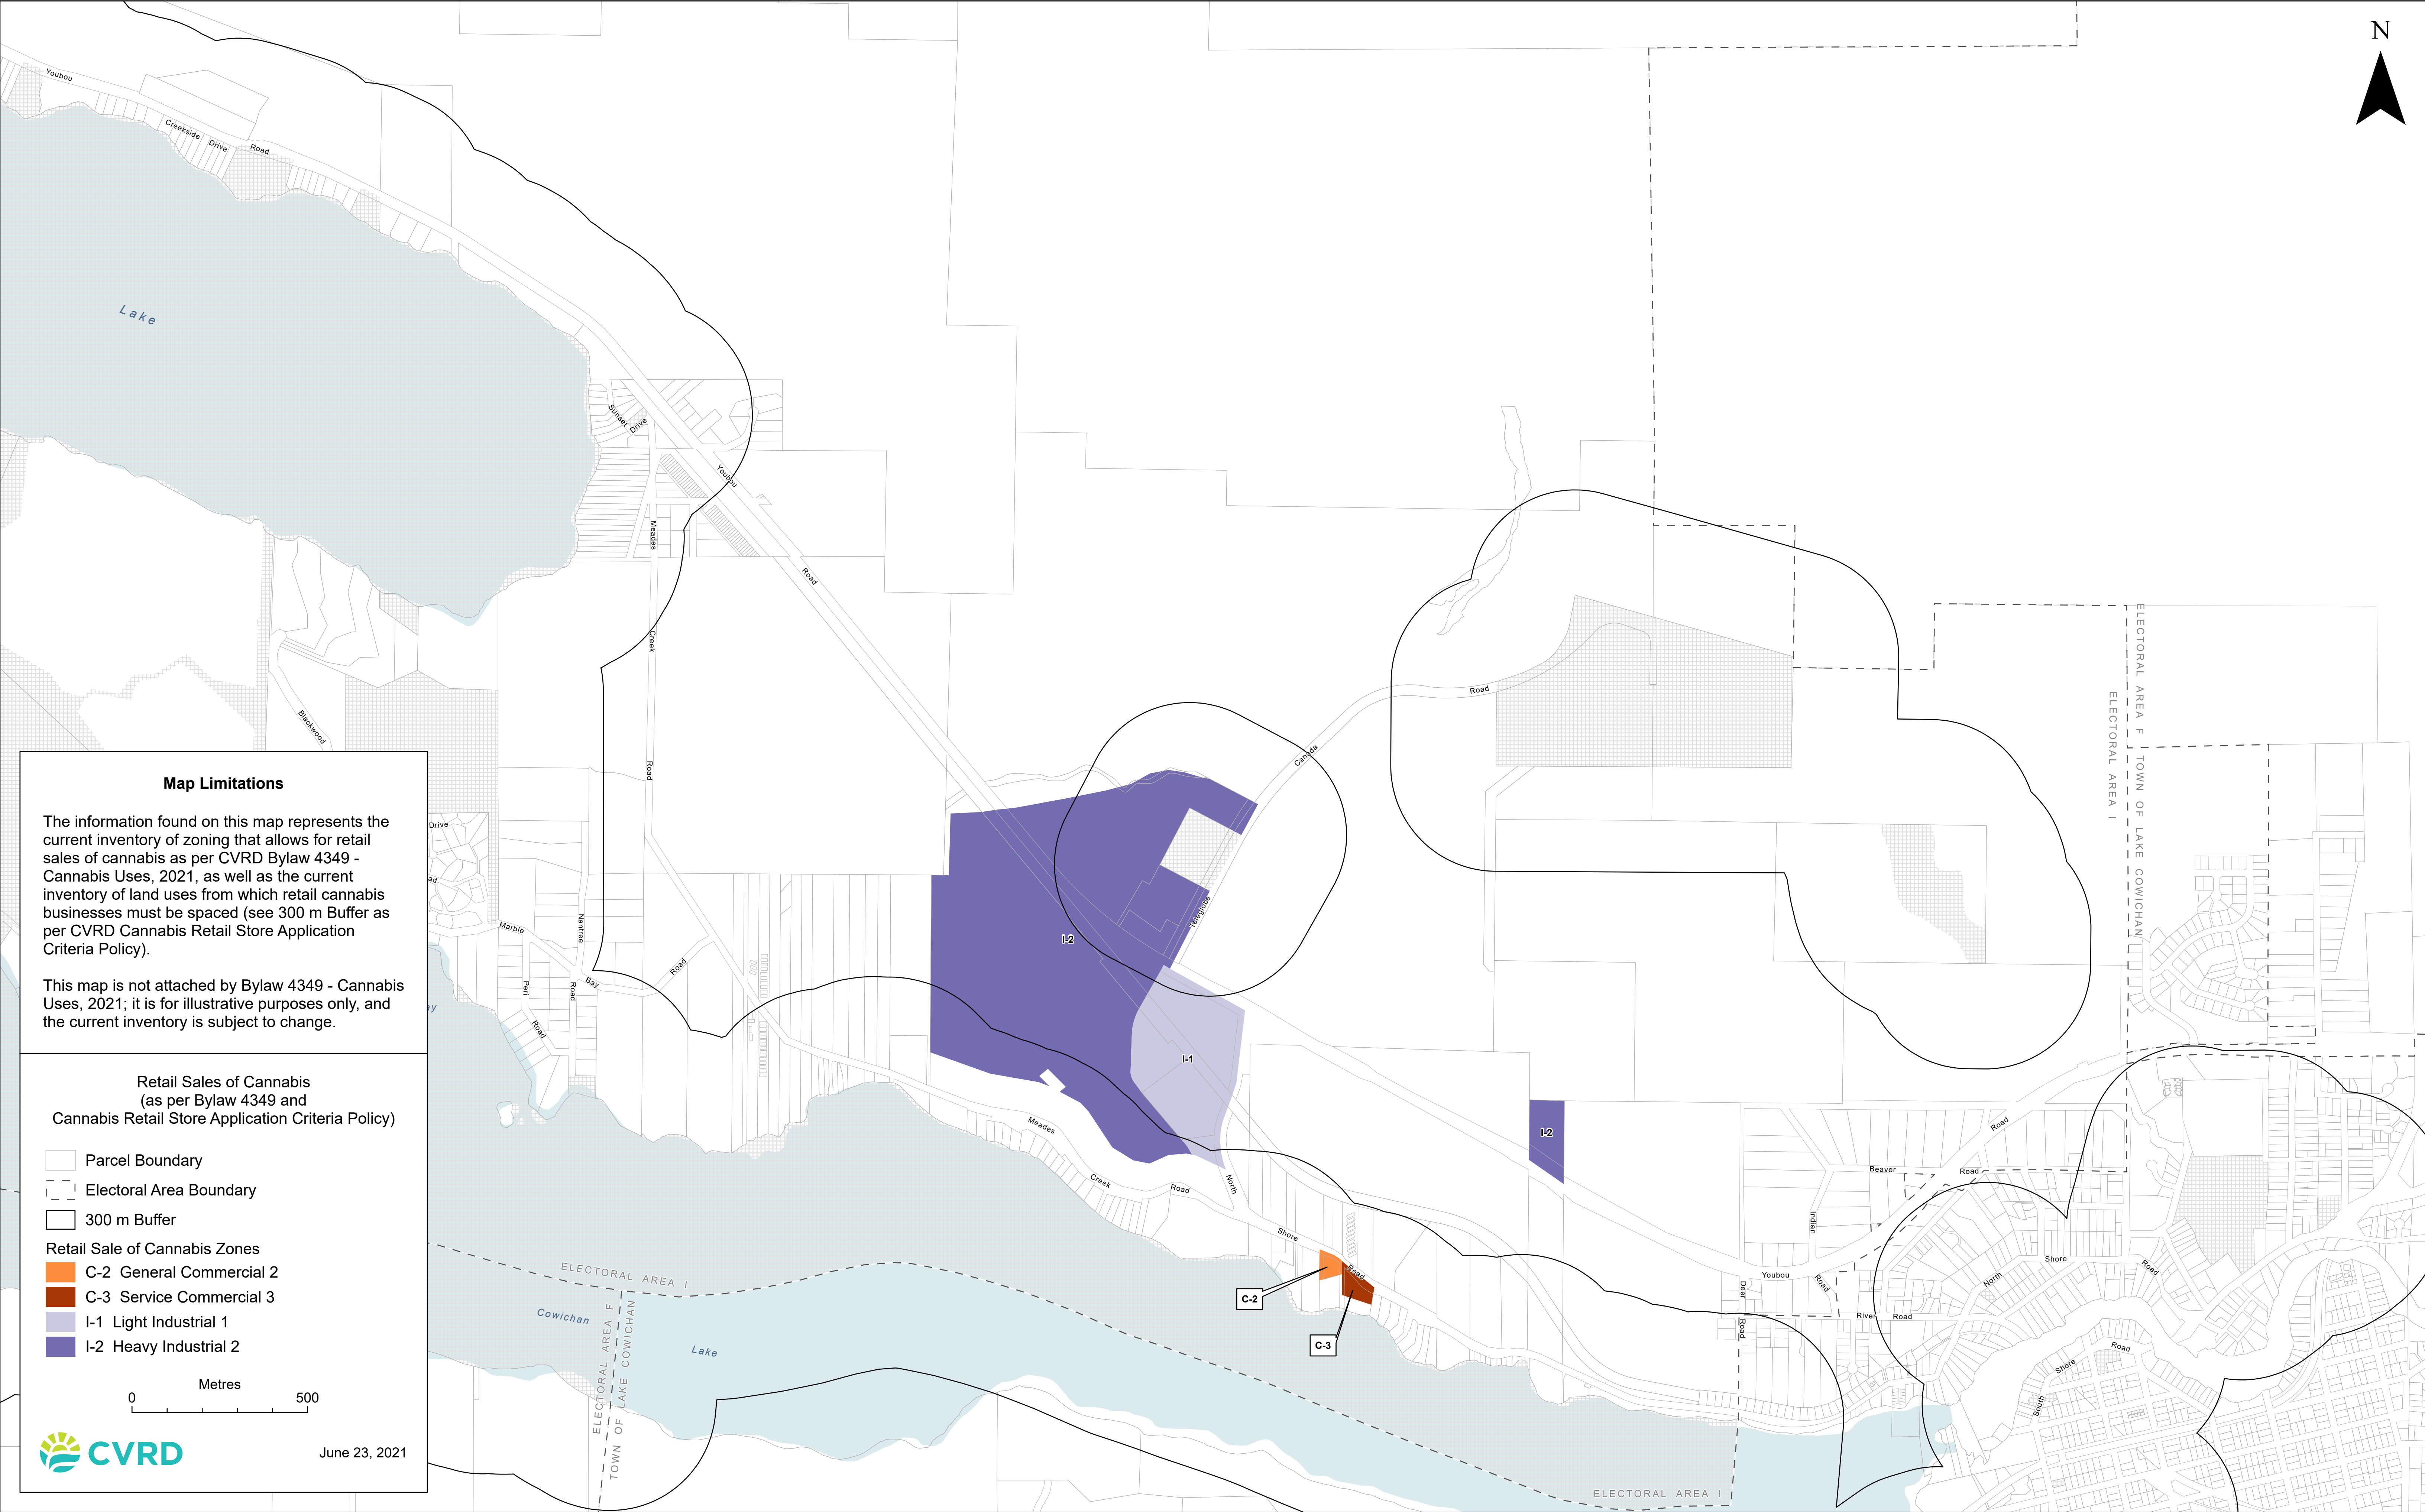 N
Youbou
Creekside
Drive
Road
Lake
Sunset
Drive
Youbou
Meades
Road
Creek
Road
Road
Canada
Teleglobe
Blackwood
Drive
Marble
Naintree
Bay
Road
Peri
Road
Road
I-2
I-1
I-2
ELECTORAL AREA F
TOWN OF LAKE COWICHAN
ELECTORAL AREA I
Meades
Creek
Road
North
Shore
Road
C-2
C-3
Road
Beaver
Road
Indian
Road
Youbou
Deer
Road
River Road
North
Shore
Road
South
Shore
Road
ELECTORAL AREA I
ELECTORAL AREA F
TOWN OF LAKE COWICHAN
Cowichan
Lake
ELECTORAL AREA I
Map Limitations
The information found on this map represents the
current inventory of zoning that allows for retail
sales of cannabis as per CVRD Bylaw 4349 -
Cannabis Uses, 2021, as well as the current
inventory of land uses from which retail cannabis
businesses must be spaced (see 300 m Buffer as
per CVRD Cannabis Retail Store Application
Criteria Policy).
This map is not attached by Bylaw 4349 - Cannabis
Uses, 2021; it is for illustrative purposes only, and
the current inventory is subject to change.
Retail Sales of Cannabis
(as per Bylaw 4349 and
Cannabis Retail Store Application Criteria Policy)
Parcel Boundary
Electoral Area Boundary
300 m Buffer
Retail Sale of Cannabis Zones
C-2 General Commercial 2
C-3 Service Commercial 3
I-1 Light Industrial 1
I-2 Heavy Industrial 2
Metres
0 500
CVRD
June 23, 2021